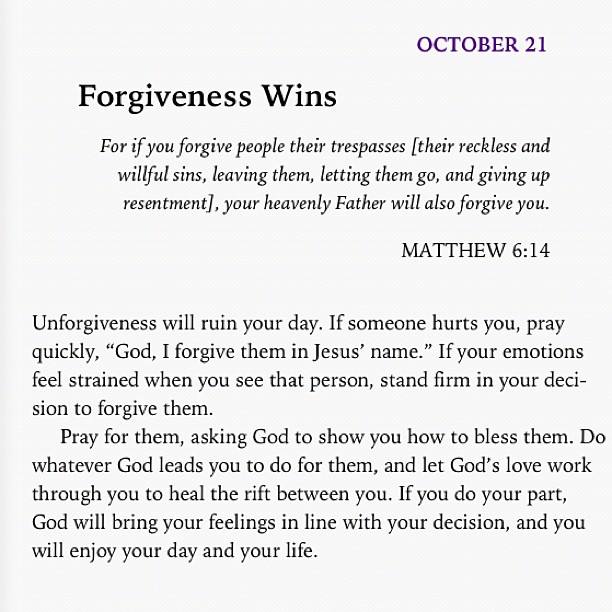 OCTOBER 21
Forgiveness Wins
For if you forgive people their trespasses [their reckless and
willful sins, leaving them, letting them go, and giving up
resentment], your heavenly Father will also forgive you.
MATTHEW 6:14
Unforgiveness will ruin your day. If someone hurts you, pray
quickly, “God, I forgive them in Jesus’ name.” If your emotions
feel strained when you see that person, stand firm in your deci-
sion to forgive them.
Pray for them, asking God to show you how to bless them. Do
whatever God leads you to do for them, and let God’s love work
through you to heal the rift between you. If you do your part,
God will bring your feelings in line with your decision, and you
will enjoy your day and your life.